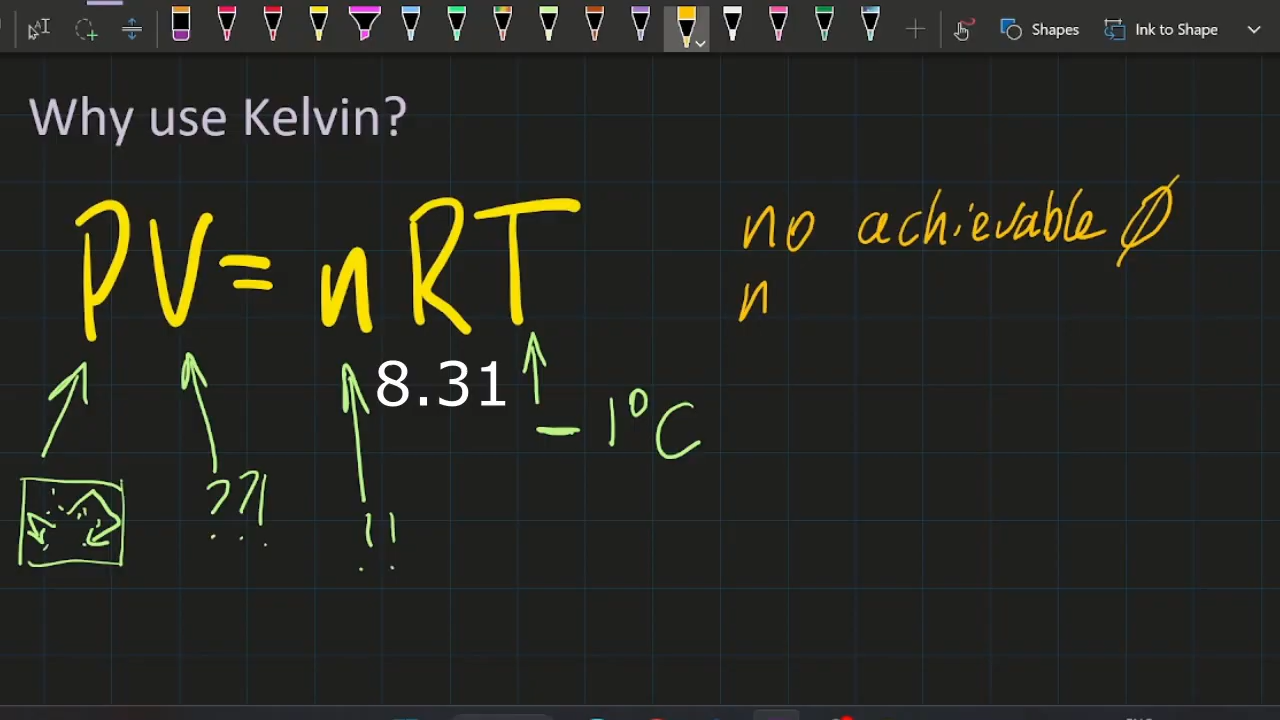 Shapes
Ink to Shape
Why use Kelvin?
PV = nRT
no achievable Ø
n
8.31
- 1°C
??!
!!